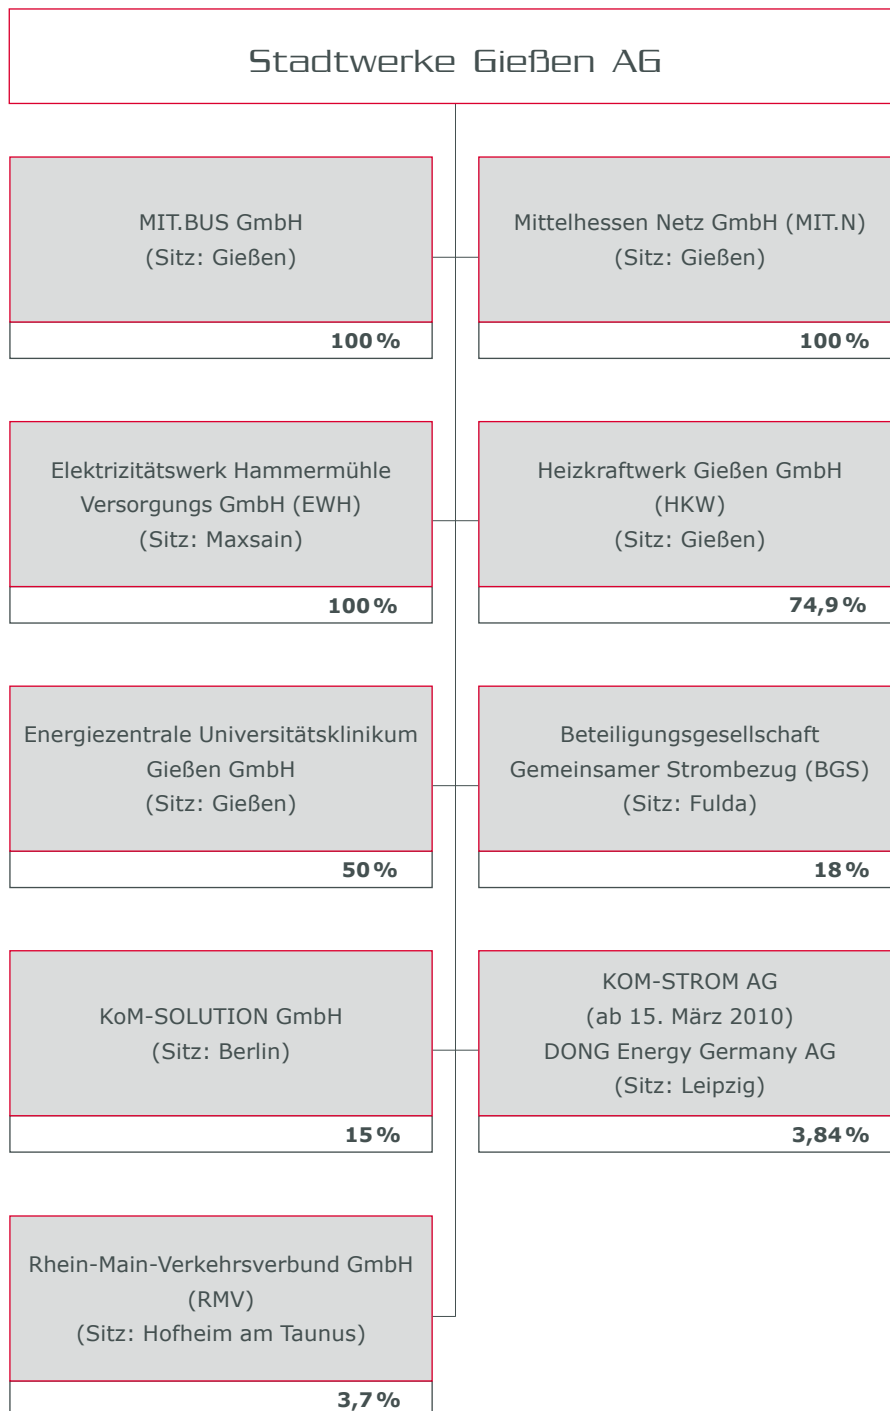 Stadtwerke Gießen AG
MIT.BUS GmbH
(Sitz: Gießen)
100 %
Mittelhessen Netz GmbH (MIT.N)
(Sitz: Gießen)
100 %
Elektrizitätswerk Hammermühle
Versorgungs GmbH (EWH)
(Sitz: Maxsain)
100 %
Heizkraftwerk Gießen GmbH
(HKW)
(Sitz: Gießen)
74,9 %
Energiezentrale Universitätsklinikum
Gießen GmbH
(Sitz: Gießen)
50 %
Beteiligungsgesellschaft
Gemeinsamer Strombezug (BGS)
(Sitz: Fulda)
18 %
KoM-SOLUTION GmbH
(Sitz: Berlin)
15 %
KOM-STROM AG
(ab 15. März 2010)
DONG Energy Germany AG
(Sitz: Leipzig)
3,84 %
Rhein-Main-Verkehrsverbund GmbH
(RMV)
(Sitz: Hofheim am Taunus)
3,7 %